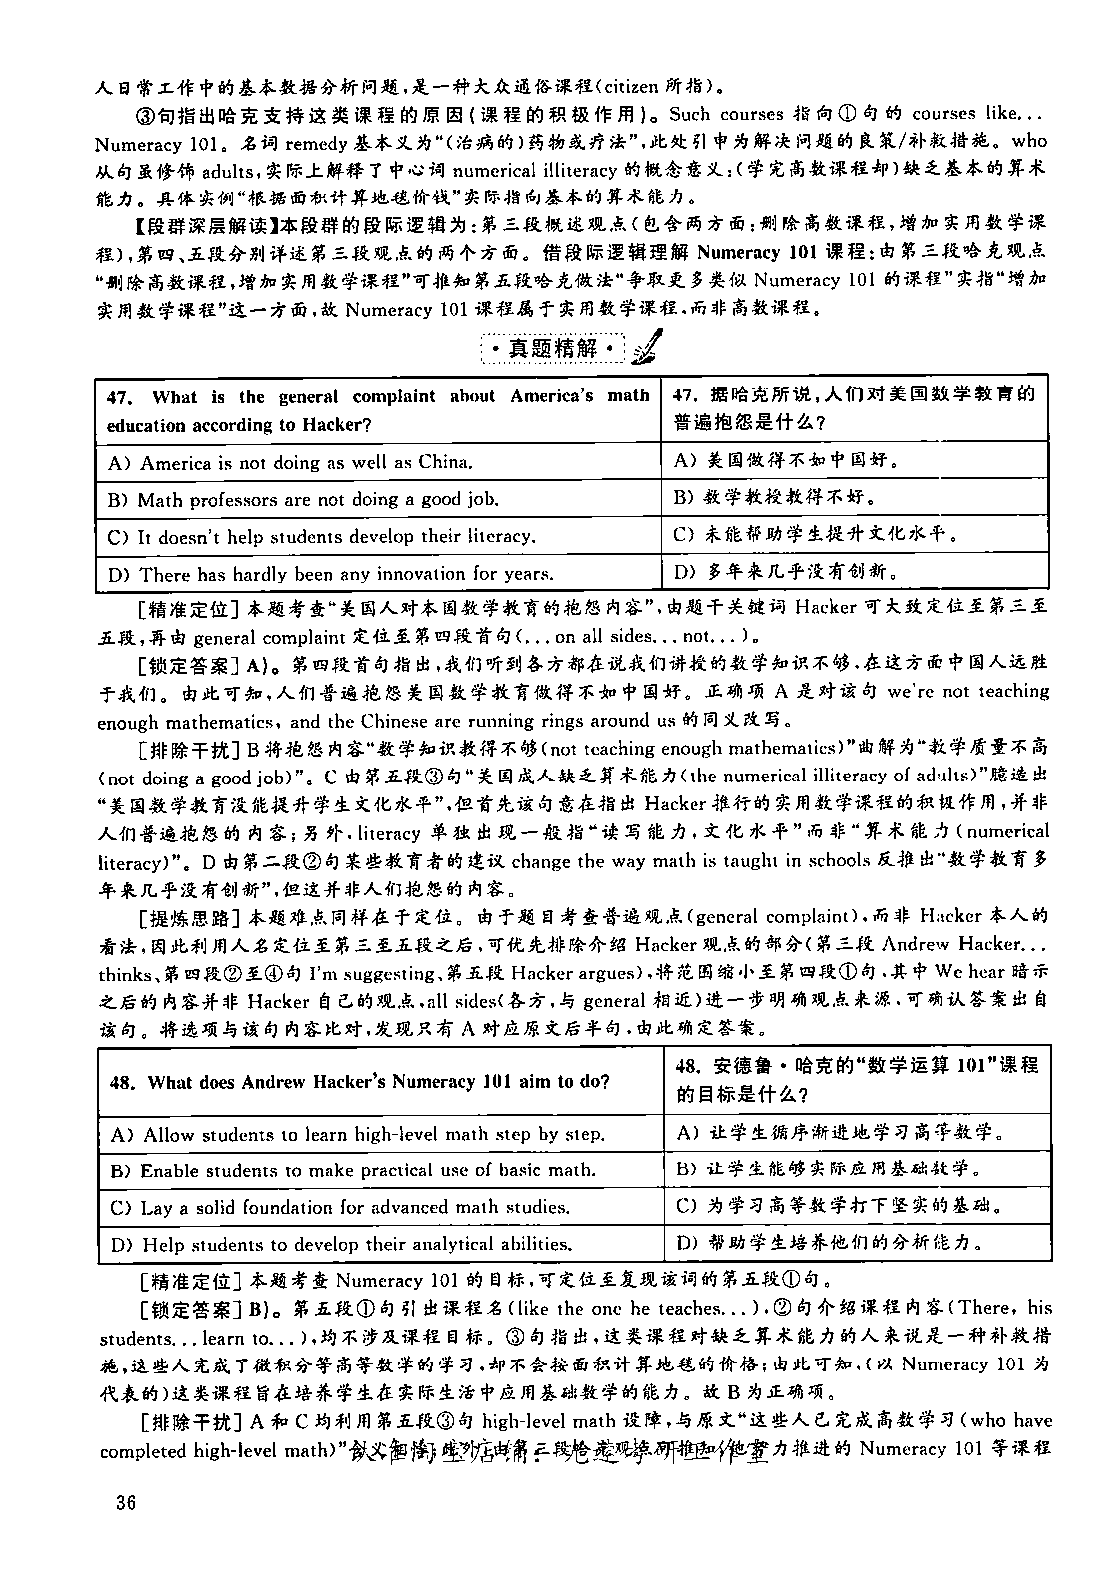 人日常工作中的基本数据分析问题,是一种大众通俗课程(citizen 所指)。
③句指出哈克支持这类课程的原因(课程的积极作用)。Such courses 指向①句的 courses like...
Numeracy 101。名词 remedy 基本义为“(治病的)药物或疗法”,此处引申为解决问题的良策/补救措施。who
从句虽修饰 adults,实际上解释了中心词 numerical illiteracy 的概念意义:(学完高数课程却)缺乏基本的算术
能力。具体实例“根据面积计算地毯价钱”实际指向基本的算术能力。
【段群深层解读】本段群的段际逻辑为:第三段概述观点(包含两方面:删除高数课程,增加实用数学课
程),第四、五段分别详述第三段观点的两个方面。借段际逻辑理解 Numeracy 101 课程:由第三段哈克观点
“删除高数课程,增加实用数学课程”可推知第五段哈克做法“争取更多类似 Numeracy 101 的课程”实指“增加
实用数学课程”这一方面,故 Numeracy 101 课程属于实用数学课程,而非高数课程。
·真题精解·
47. What is the general complaint about America's math
education according to Hacker?
47. 据哈克所说,人们对美国数学教育的
普遍抱怨是什么?
A) America is not doing as well as China.
A) 美国做得不如中国好。
B) Math professors are not doing a good job.
B) 数学教授教得不好。
C) It doesn't help students develop their literacy.
C) 未能帮助学生提升文化水平。
D) There has hardly been any innovation for years.
D) 多年来几乎没有创新。
[精准定位] 本题考查“美国人对本国数学教育的抱怨内容”,由题干关键词 Hacker 可大致定位至第三至
五段,再由 general complaint 定位至第四段首句(...on all sides...not...)。
[锁定答案] A)。第四段首句指出,我们听到各方都在说我们讲授的数学知识不够,在这方面中国人远胜
于我们。由此可知,人们普遍抱怨美国数学教育做得不如中国好。正确项 A 是对该句 we're not teaching
enough mathematics, and the Chinese are running rings around us 的同义改写。
[排除干扰] B 将抱怨内容“数学知识教得不够(not teaching enough mathematics)”曲解为“教学质量不高
(not doing a good job)”。C 由第五段③句“美国成人缺乏算术能力(the numerical illiteracy of adults)”臆造出
“美国数学教育没能提升学生文化水平”,但首先该句意在指出 Hacker 推行的实用数学课程的积极作用,并非
人们普遍抱怨的内容;另外,literacy 单独出现一般指“读写能力,文化水平”而非“算术能力(numerical
literacy)”。D 由第二段②句某些教育者的建议 change the way math is taught in schools 反推出“数学教育多
年来几乎没有创新”,但这并非人们抱怨的内容。
[提炼思路] 本题难点同样在于定位。由于题目考查普遍观点(general complaint),而非 Hacker 本人的
看法,因此利用人名定位至第三至五段之后,可优先排除介绍 Hacker 观点的部分(第三段 Andrew Hacker...
thinks、第四段②至④句 I'm suggesting、第五段 Hacker argues),将范围缩小至第四段①句,其中 We hear 暗示
之后的内容并非 Hacker 自己的观点,all sides(各方,与 general 相近)进一步明确观点来源,可确认答案出自
该句。将选项与该句内容比对,发现只有 A 对应原文后半句,由此确定答案。
48. What does Andrew Hacker's Numeracy 101 aim to do?
48. 安德鲁·哈克的“数学运算 101”课程
的目标是什么?
A) Allow students to learn high-level math step by step.
A) 让学生循序渐进地学习高等数学。
B) Enable students to make practical use of basic math.
B) 让学生能够实际应用基础数学。
C) Lay a solid foundation for advanced math studies.
C) 为学习高等数学打下坚实的基础。
D) Help students to develop their analytical abilities.
D) 帮助学生培养他们的分析能力。
[精准定位] 本题考查 Numeracy 101 的目标,可定位至复现该词的第五段①句。
[锁定答案] B)。第五段①句引出课程名(like the one he teaches...),②句介绍课程内容(There, his
students...learn to...),均不涉及课程目标。③句指出,这类课程对缺乏算术能力的人来说是一种补救措
施,这些人完成了微积分等高等数学的学习,却不会按面积计算地毯的价格;由此可知,(以 Numeracy 101 为
代表的)这类课程旨在培养学生在实际生活中应用基础数学的能力。故 B 为正确项。
[排除干扰] A 和 C 均利用第五段③句 high-level math 设障,与原文“这些人已完成高数学习(who have
completed high-level math)”力推进的 Numeracy 101 等课程
36